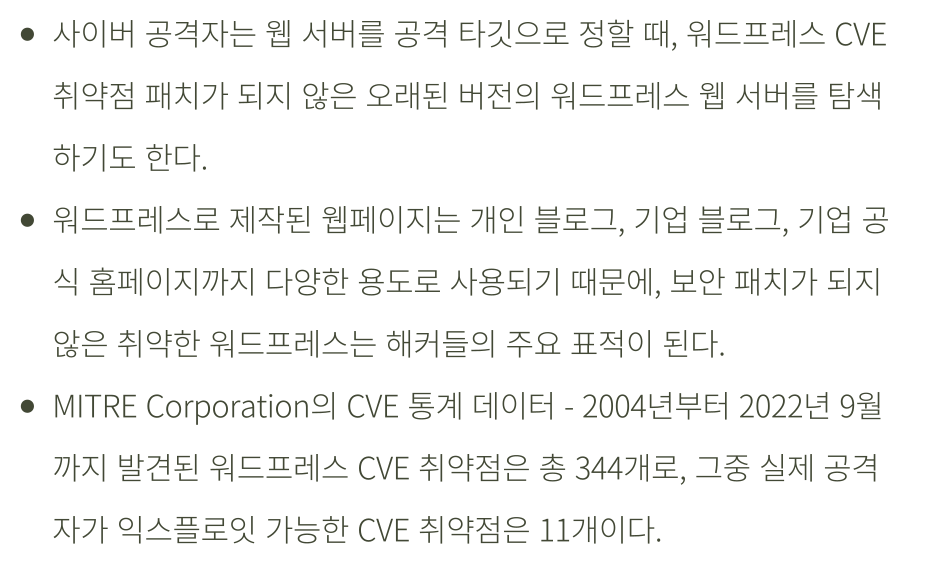 ● 사이버 공격자는 웹 서버를 공격 타깃으로 정할 때, 워드프레스 CVE
취약점 패치가 되지 않은 오래된 버전의 워드프레스 웹 서버를 탐색
하기도 한다.
● 워드프레스로 제작된 웹페이지는 개인 블로그, 기업 블로그, 기업 공
식 홈페이지까지 다양한 용도로 사용되기 때문에, 보안 패치가 되지
않은 취약한 워드프레스는 해커들의 주요 표적이 된다.
● MITRE Corporation의 CVE 통계 데이터 - 2004년부터 2022년 9월
까지 발견된 워드프레스 CVE 취약점은 총 344개로, 그중 실제 공격
자가 익스플로잇 가능한 CVE 취약점은 11개이다.